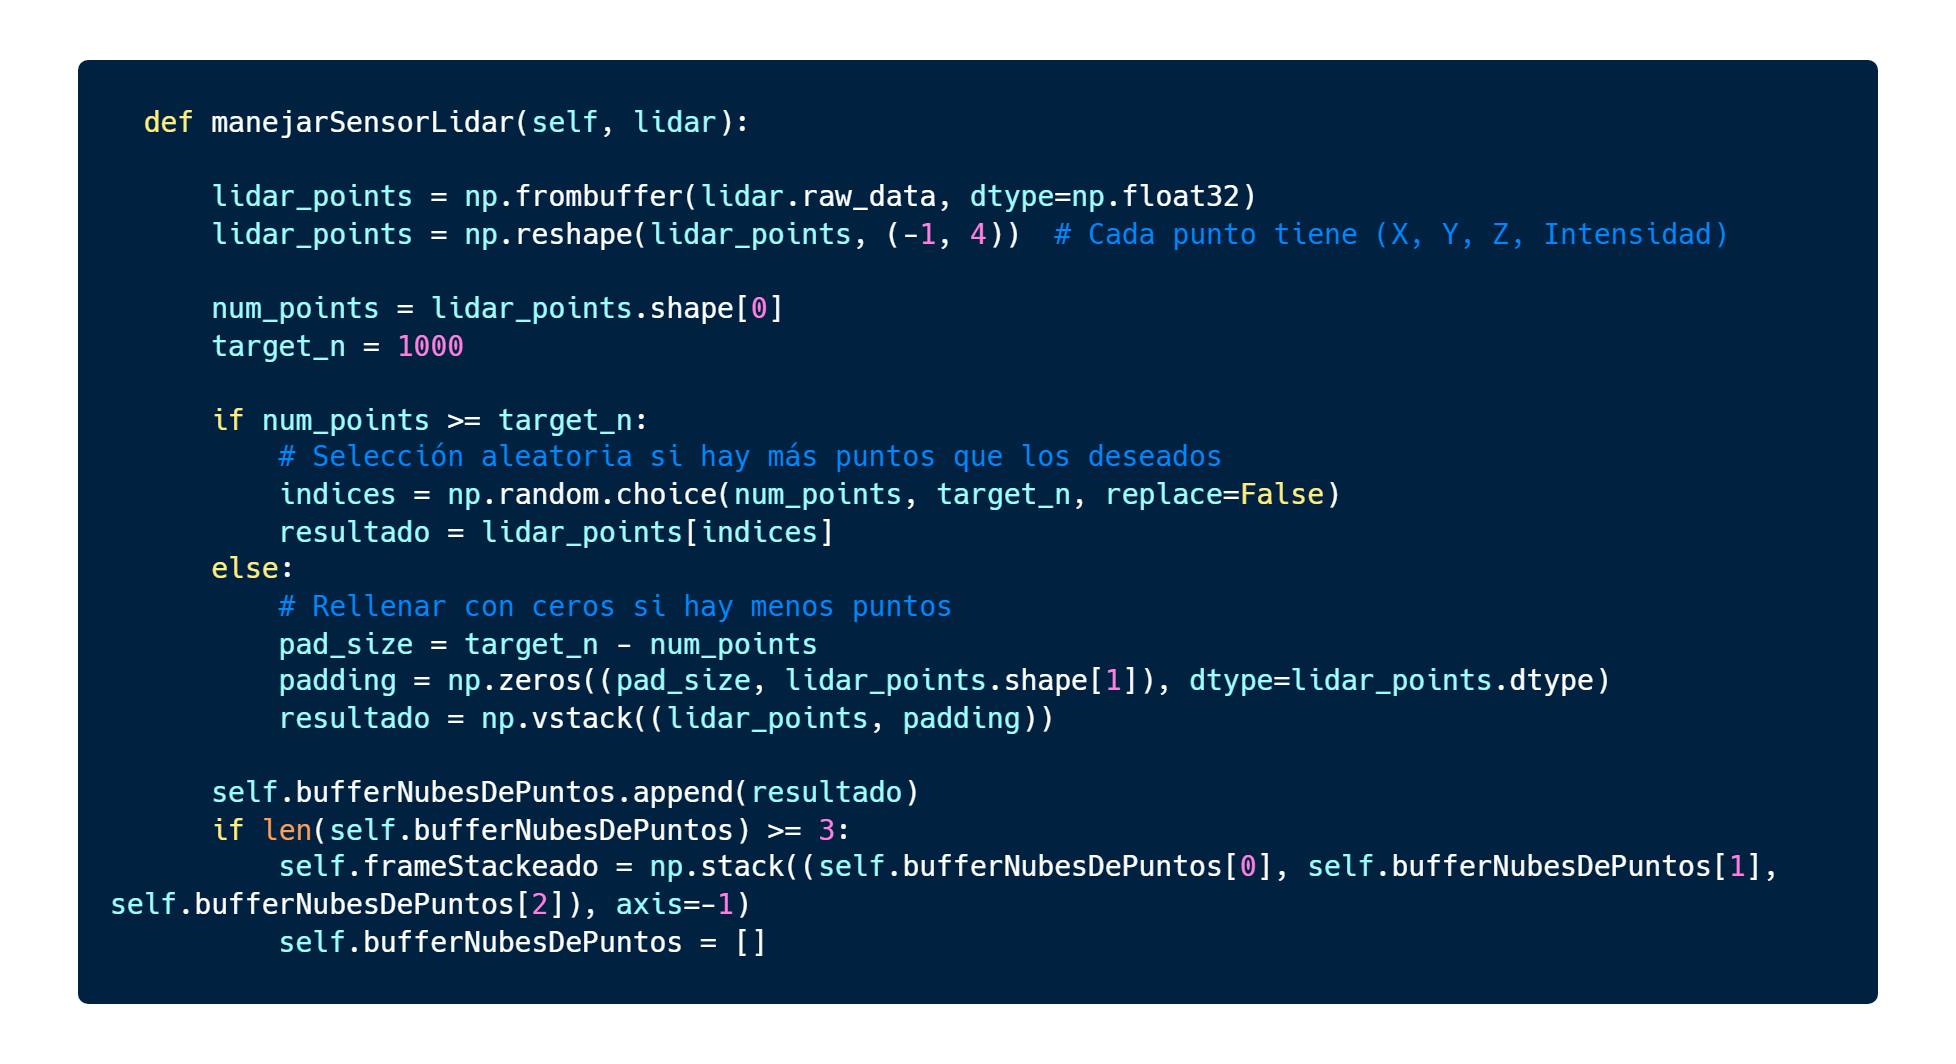 def manejarSensorLidar(self, lidar):
lidar_points = np.frombuffer(lidar.raw_data, dtype=np.float32)
lidar_points = np.reshape(lidar_points, (-1, 4))  # Cada punto tiene (X, Y, Z, Intensidad)
num_points = lidar_points.shape[0]
target_n = 1000
if num_points >= target_n:
# Selección aleatoria si hay más puntos que los deseados
indices = np.random.choice(num_points, target_n, replace=False)
resultado = lidar_points[indices]
else:
# Rellenar con ceros si hay menos puntos
pad_size = target_n - num_points
padding = np.zeros((pad_size, lidar_points.shape[1]), dtype=lidar_points.dtype)
resultado = np.vstack((lidar_points, padding))
self.bufferNubesDePuntos.append(resultado)
if len(self.bufferNubesDePuntos) >= 3:
self.frameStackeado = np.stack((self.bufferNubesDePuntos[0], self.bufferNubesDePuntos[1],
self.bufferNubesDePuntos[2]), axis=-1)
self.bufferNubesDePuntos = []